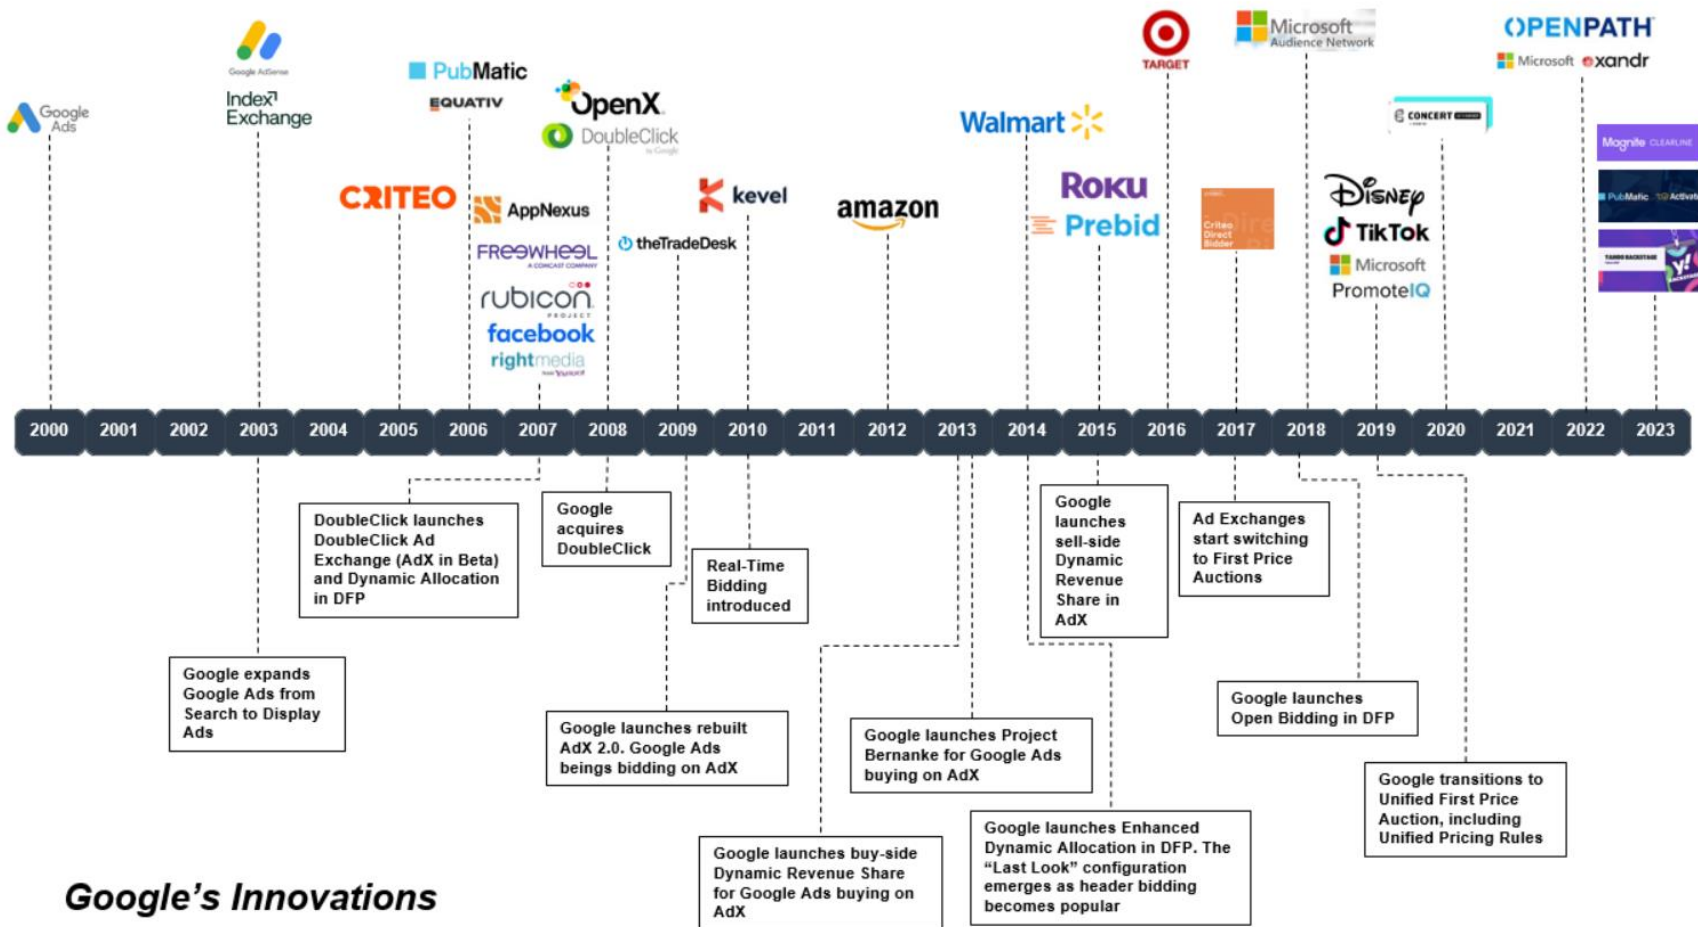 Google AdSense
Index Exchange
Google Ads
PubMatic
EQUATIV
CRITEO
AppNexus
FREEWHEEL
A COMCAST COMPANY
rubicon
PROJECT
facebook
rightmedia
from Yahoo!
OpenX
DoubleClick
by Google
theTradeDesk
kevel
amazon
Walmart
ROKU
Prebid
TARGET
criteo
Criteo
Direct
Bidder
Microsoft
Audience Network
DISNEY
TikTok
Microsoft
PromoteIQ
CONCERT
OPENPATH
Microsoft xandr
Magnite CLEARLINE
PubMatic Activate
YAHOO BACKSTAGE
y!
BACKSTAGE
2000 2001 2002 2003 2004 2005 2006 2007 2008 2009 2010 2011 2012 2013 2014 2015 2016 2017 2018 2019 2020 2021 2022 2023
Google expands
Google Ads from
Search to Display
Ads
DoubleClick launches
DoubleClick Ad
Exchange (AdX in Beta)
and Dynamic Allocation
in DFP
Google
acquires
DoubleClick
Google launches rebuilt
AdX 2.0. Google Ads
beings bidding on AdX
Real-Time
Bidding
introduced
Google launches buy-side
Dynamic Revenue Share
for Google Ads buying on
AdX
Google launches Project
Bernanke for Google Ads
buying on AdX
Google launches Enhanced
Dynamic Allocation in DFP. The
“Last Look” configuration
emerges as header bidding
becomes popular
Google
launches
sell-side
Dynamic
Revenue
Share in
AdX
Ad Exchanges
start switching
to First Price
Auctions
Google launches
Open Bidding in DFP
Google transitions to
Unified First Price
Auction, including
Unified Pricing Rules
Google’s Innovations